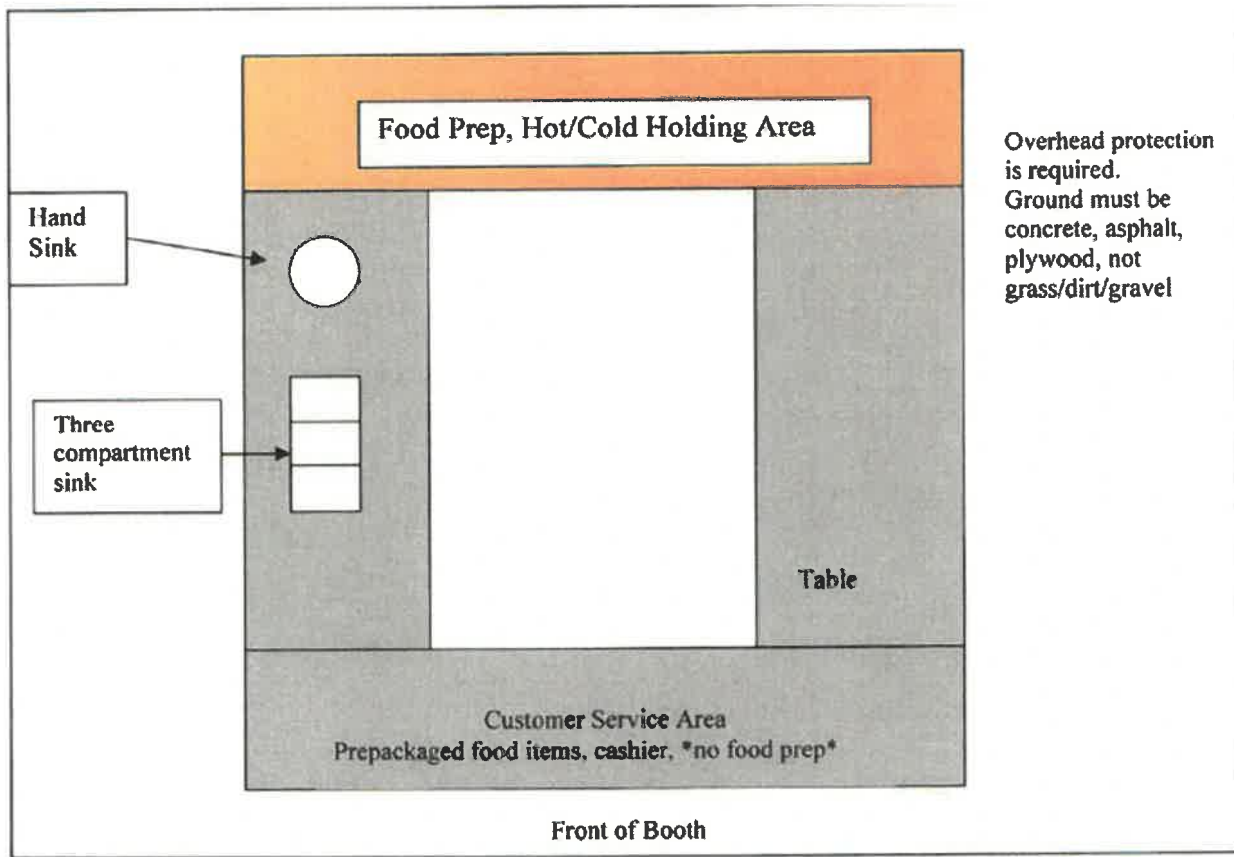 Food Prep, Hot/Cold Holding Area
Overhead protection
is required.
Ground must be
concrete, asphalt,
plywood, not
grass/dirt/gravel
Hand
Sink
Three
compartment
sink
Table
Customer Service Area
Prepackaged food items, cashier, *no food prep*
Front of Booth